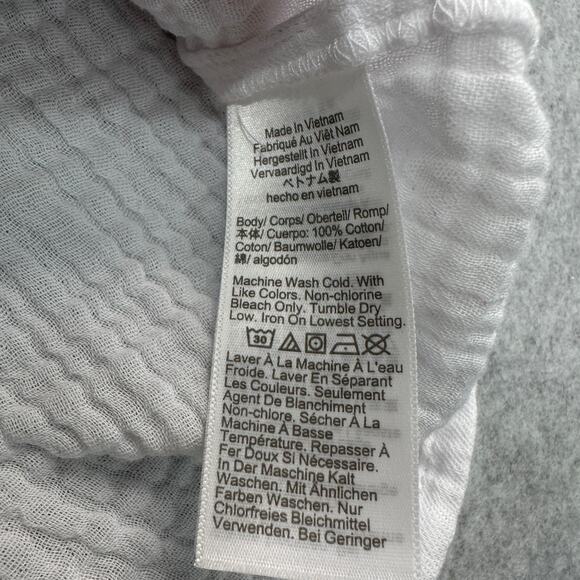 Made In Vietnam
Fabriqué Au Viêt Nam
Hergestellt In Vietnam
Vervaardigd In Vietnam
ベトナム製
hecho en vietnam
Body/ Corps/ Oberteil/ Romp/
本体/ Cuerpo: 100% Cotton/
Coton/ Baumwolle/ Katoen/
綿/ algodón
Machine Wash Cold. With
Like Colors. Non-chlorine
Bleach Only. Tumble Dry
Low. Iron On Lowest Setting.
30
Laver À La Machine À L'eau
Froide. Laver En Séparant
Les Couleurs. Seulement
Agent De Blanchiment
Non-chlore. Sécher À La
Machine À Basse
Température. Repasser À
Fer Doux Si Nécessaire.
In Der Maschine Kalt
Waschen. Mit Ähnlichen
Farben Waschen. Nur
Chlorfreies Bleichmittel
Verwenden. Bei Geringer